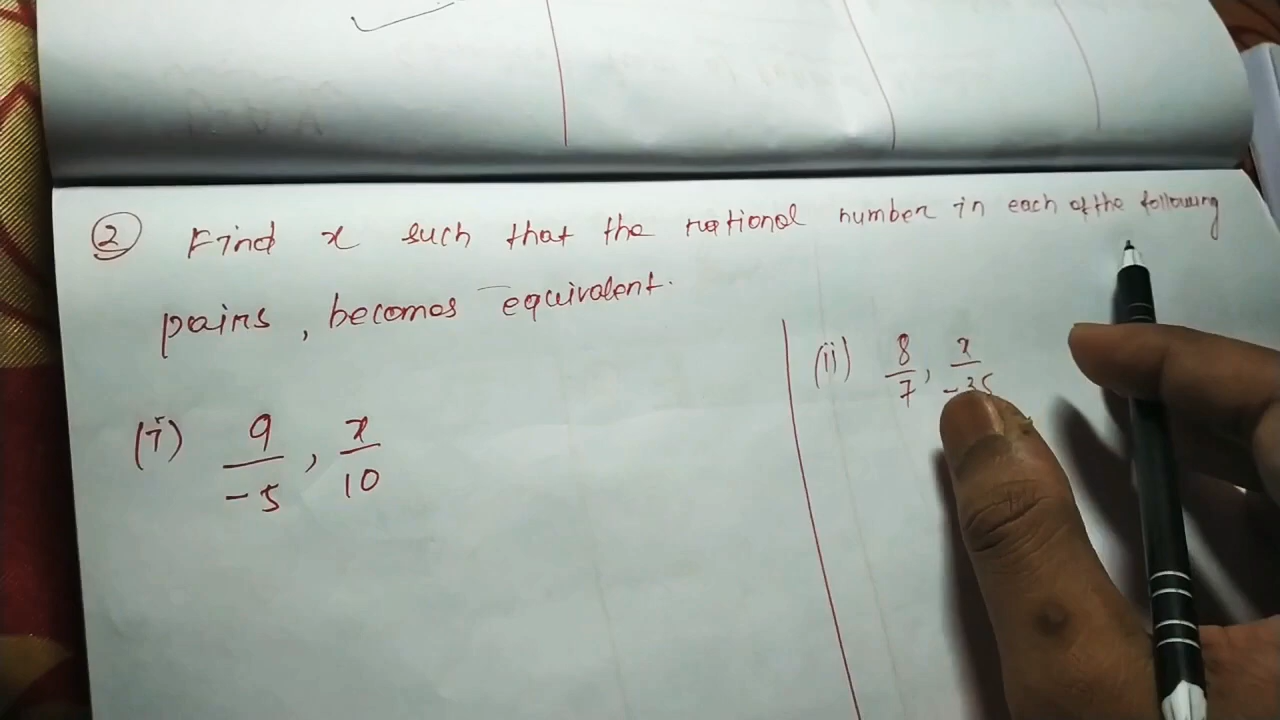 ② Find x such that the rational number in each of the following
pairs, becomes equivalent.
(i) 9/-5, x/10
(ii) 8/7, x/-35